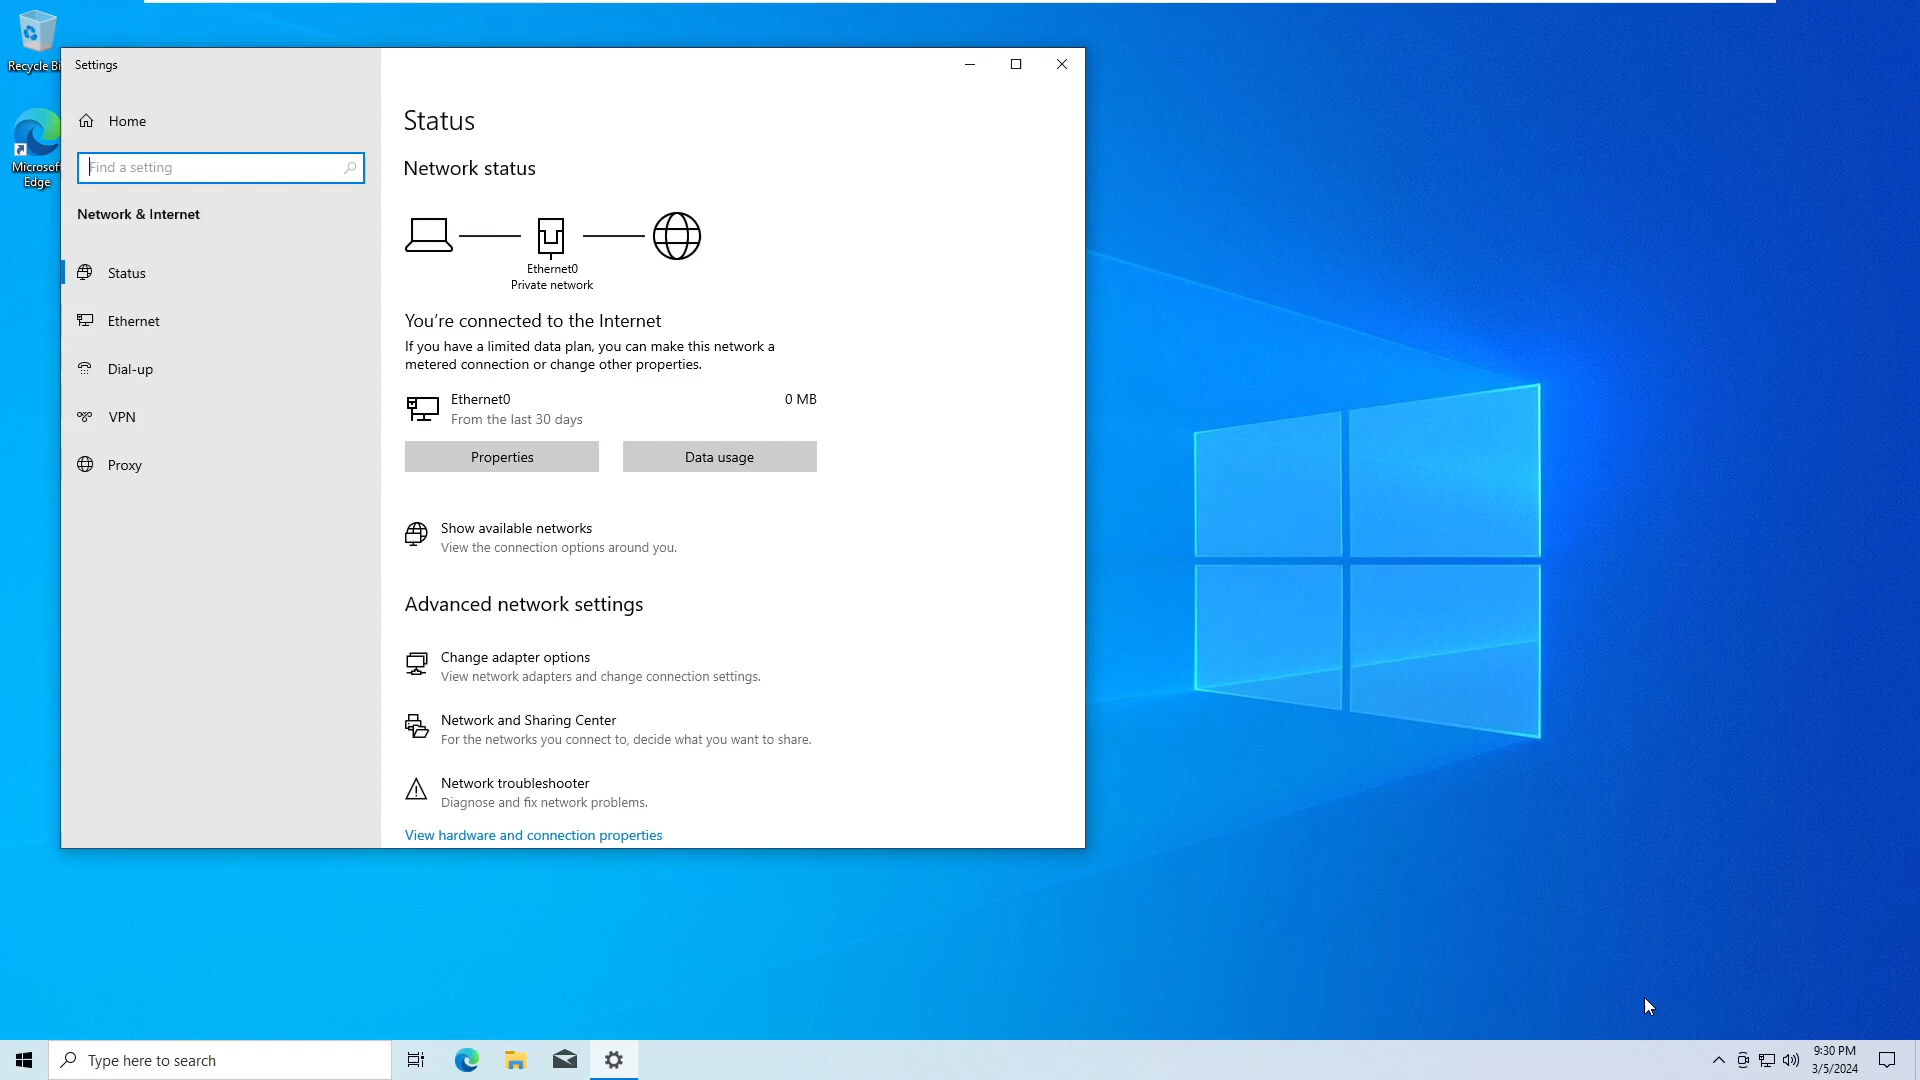 Recycle Bi
Microsoft
Edge
Settings
Home
Find a setting
Network & Internet
Status
Ethernet
Dial-up
VPN
Proxy
Status
Network status
Ethernet0
Private network
You're connected to the Internet
If you have a limited data plan, you can make this network a
metered connection or change other properties.
Ethernet0
0 MB
From the last 30 days
Properties
Data usage
Show available networks
View the connection options around you.
Advanced network settings
Change adapter options
View network adapters and change connection settings.
Network and Sharing Center
For the networks you connect to, decide what you want to share.
Network troubleshooter
Diagnose and fix network problems.
View hardware and connection properties
Type here to search
9:30 PM
3/5/2024